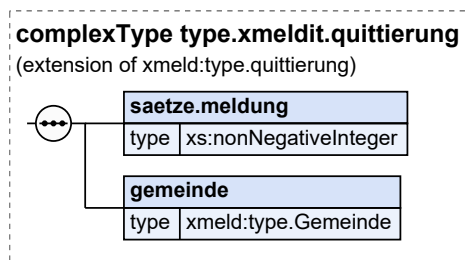 complexType type.xmeldit.quittierung
(extension of xmeld:type.quittierung)
saetze.meldung
type xs:nonNegativeInteger
gemeinde
type xmeld:type.Gemeinde